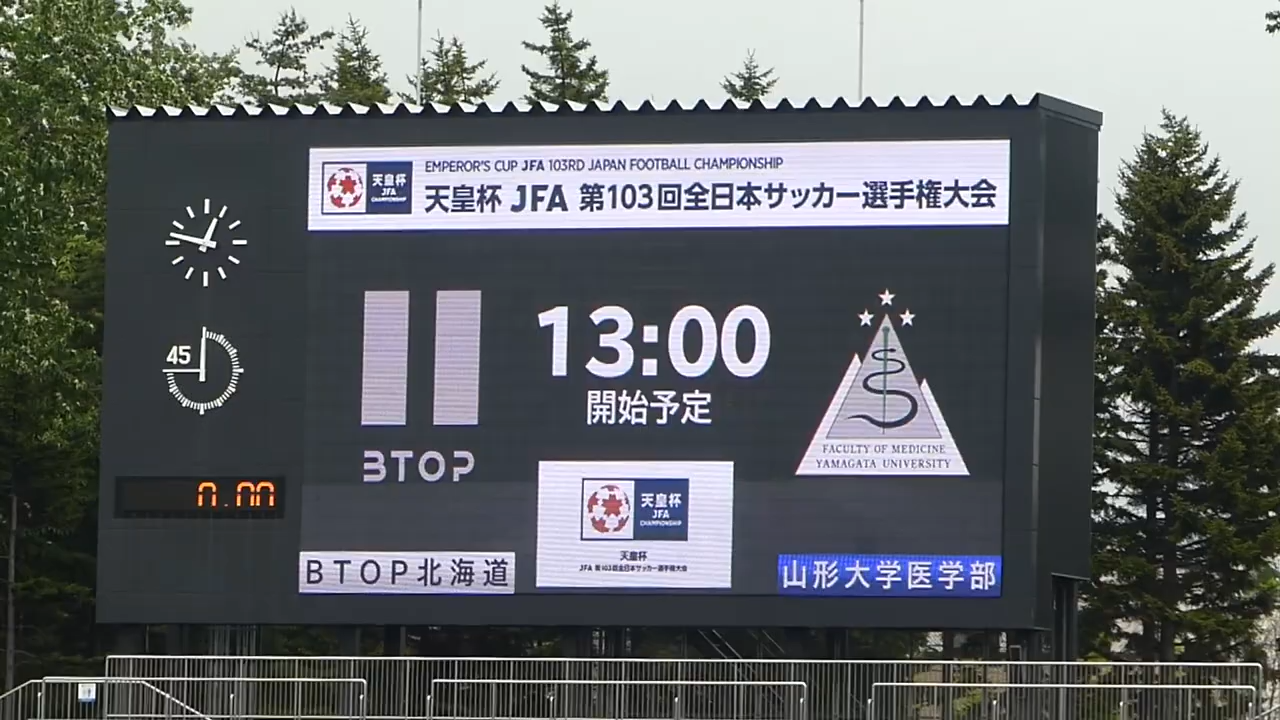 天皇杯
JFA
CHAMPIONSHIP
EMPEROR'S CUP JFA 103RD JAPAN FOOTBALL CHAMPIONSHIP
天皇杯 JFA 第103回全日本サッカー選手権大会
45
13:00
開始予定
BTOP
FACULTY OF MEDICINE
YAMAGATA UNIVERSITY
天皇杯
JFA
CHAMPIONSHIP
天皇杯
JFA 第103回全日本サッカー選手権大会
BTOP北海道
山形大学医学部